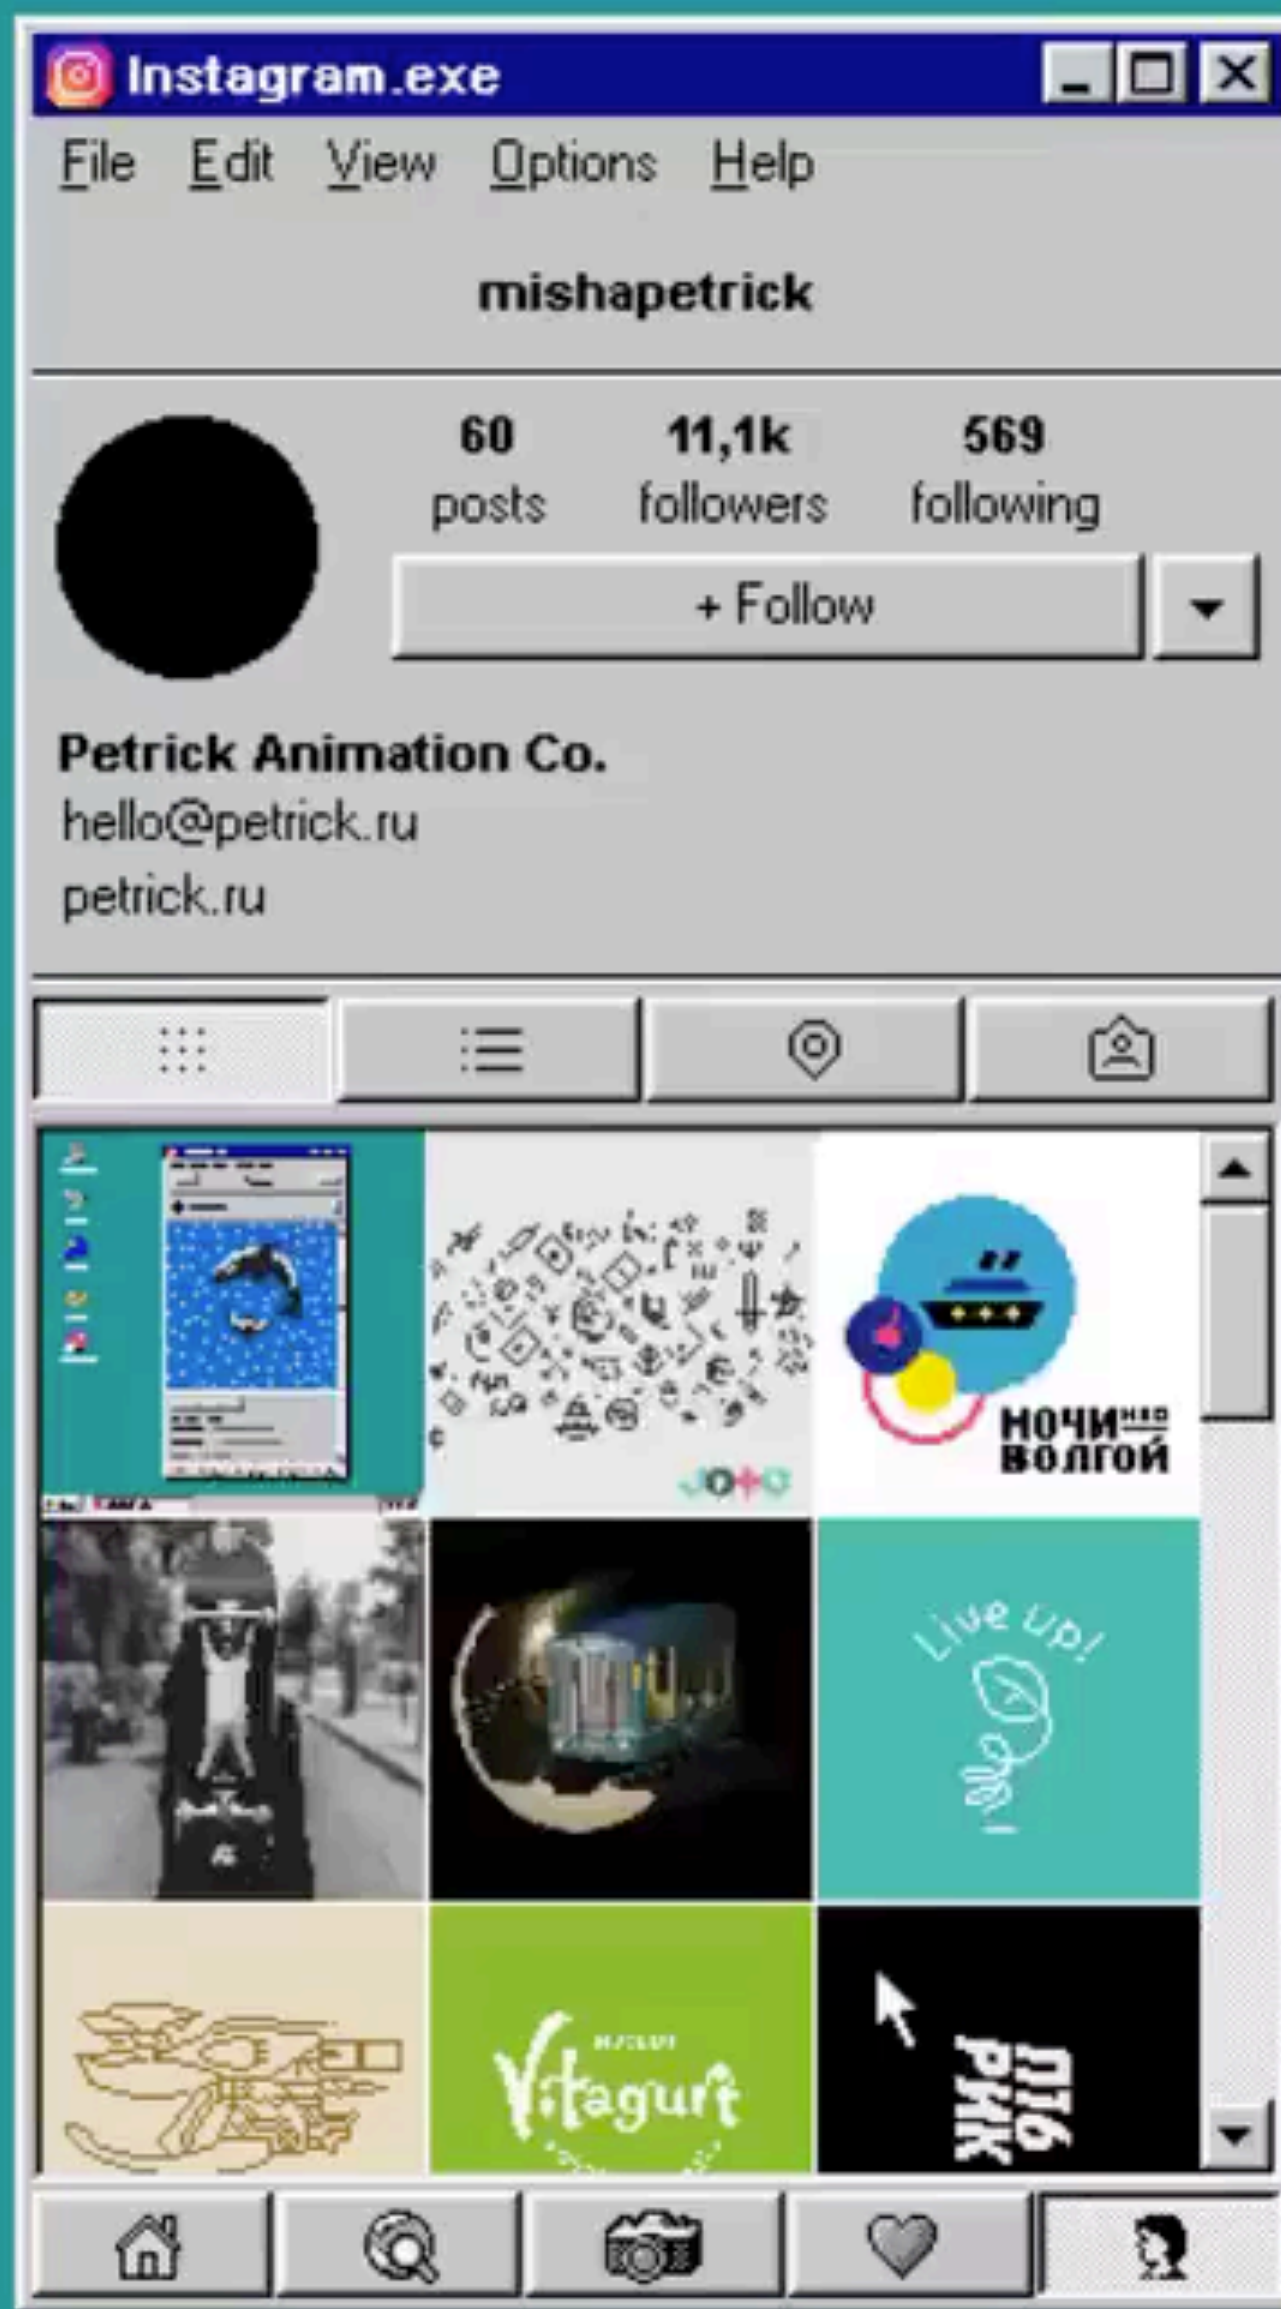 Instagram.exe
File Edit View Options Help
mishapetrick
60 11,1k 569
posts followers following
+ Follow
Petrick Animation Co.
hello@petrick.ru
petrick.ru
НОЧИ НАД
ВОЛГОЙ
Live up!
Vitagurt